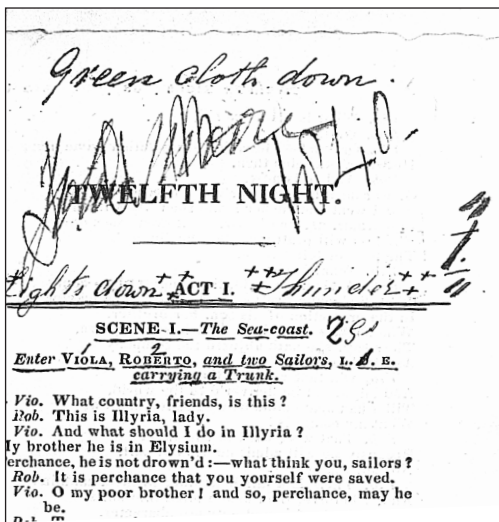 Green cloth down.
1840.
TWELFTH NIGHT.
Lights down ACT I. Thunder
SCENE I.—The Sea-coast.
Enter VIOLA, ROBERTO, and two Sailors, L. E.
carrying a Trunk.
Vio. What country, friends, is this?
Rob. This is Illyria, lady.
Vio. And what should I do in Illyria?
My brother he is in Elysium.
Perchance, he is not drown'd:—what think you, sailors?
Rob. It is perchance that you yourself were saved.
Vio. O my poor brother! and so, perchance, may he
be.